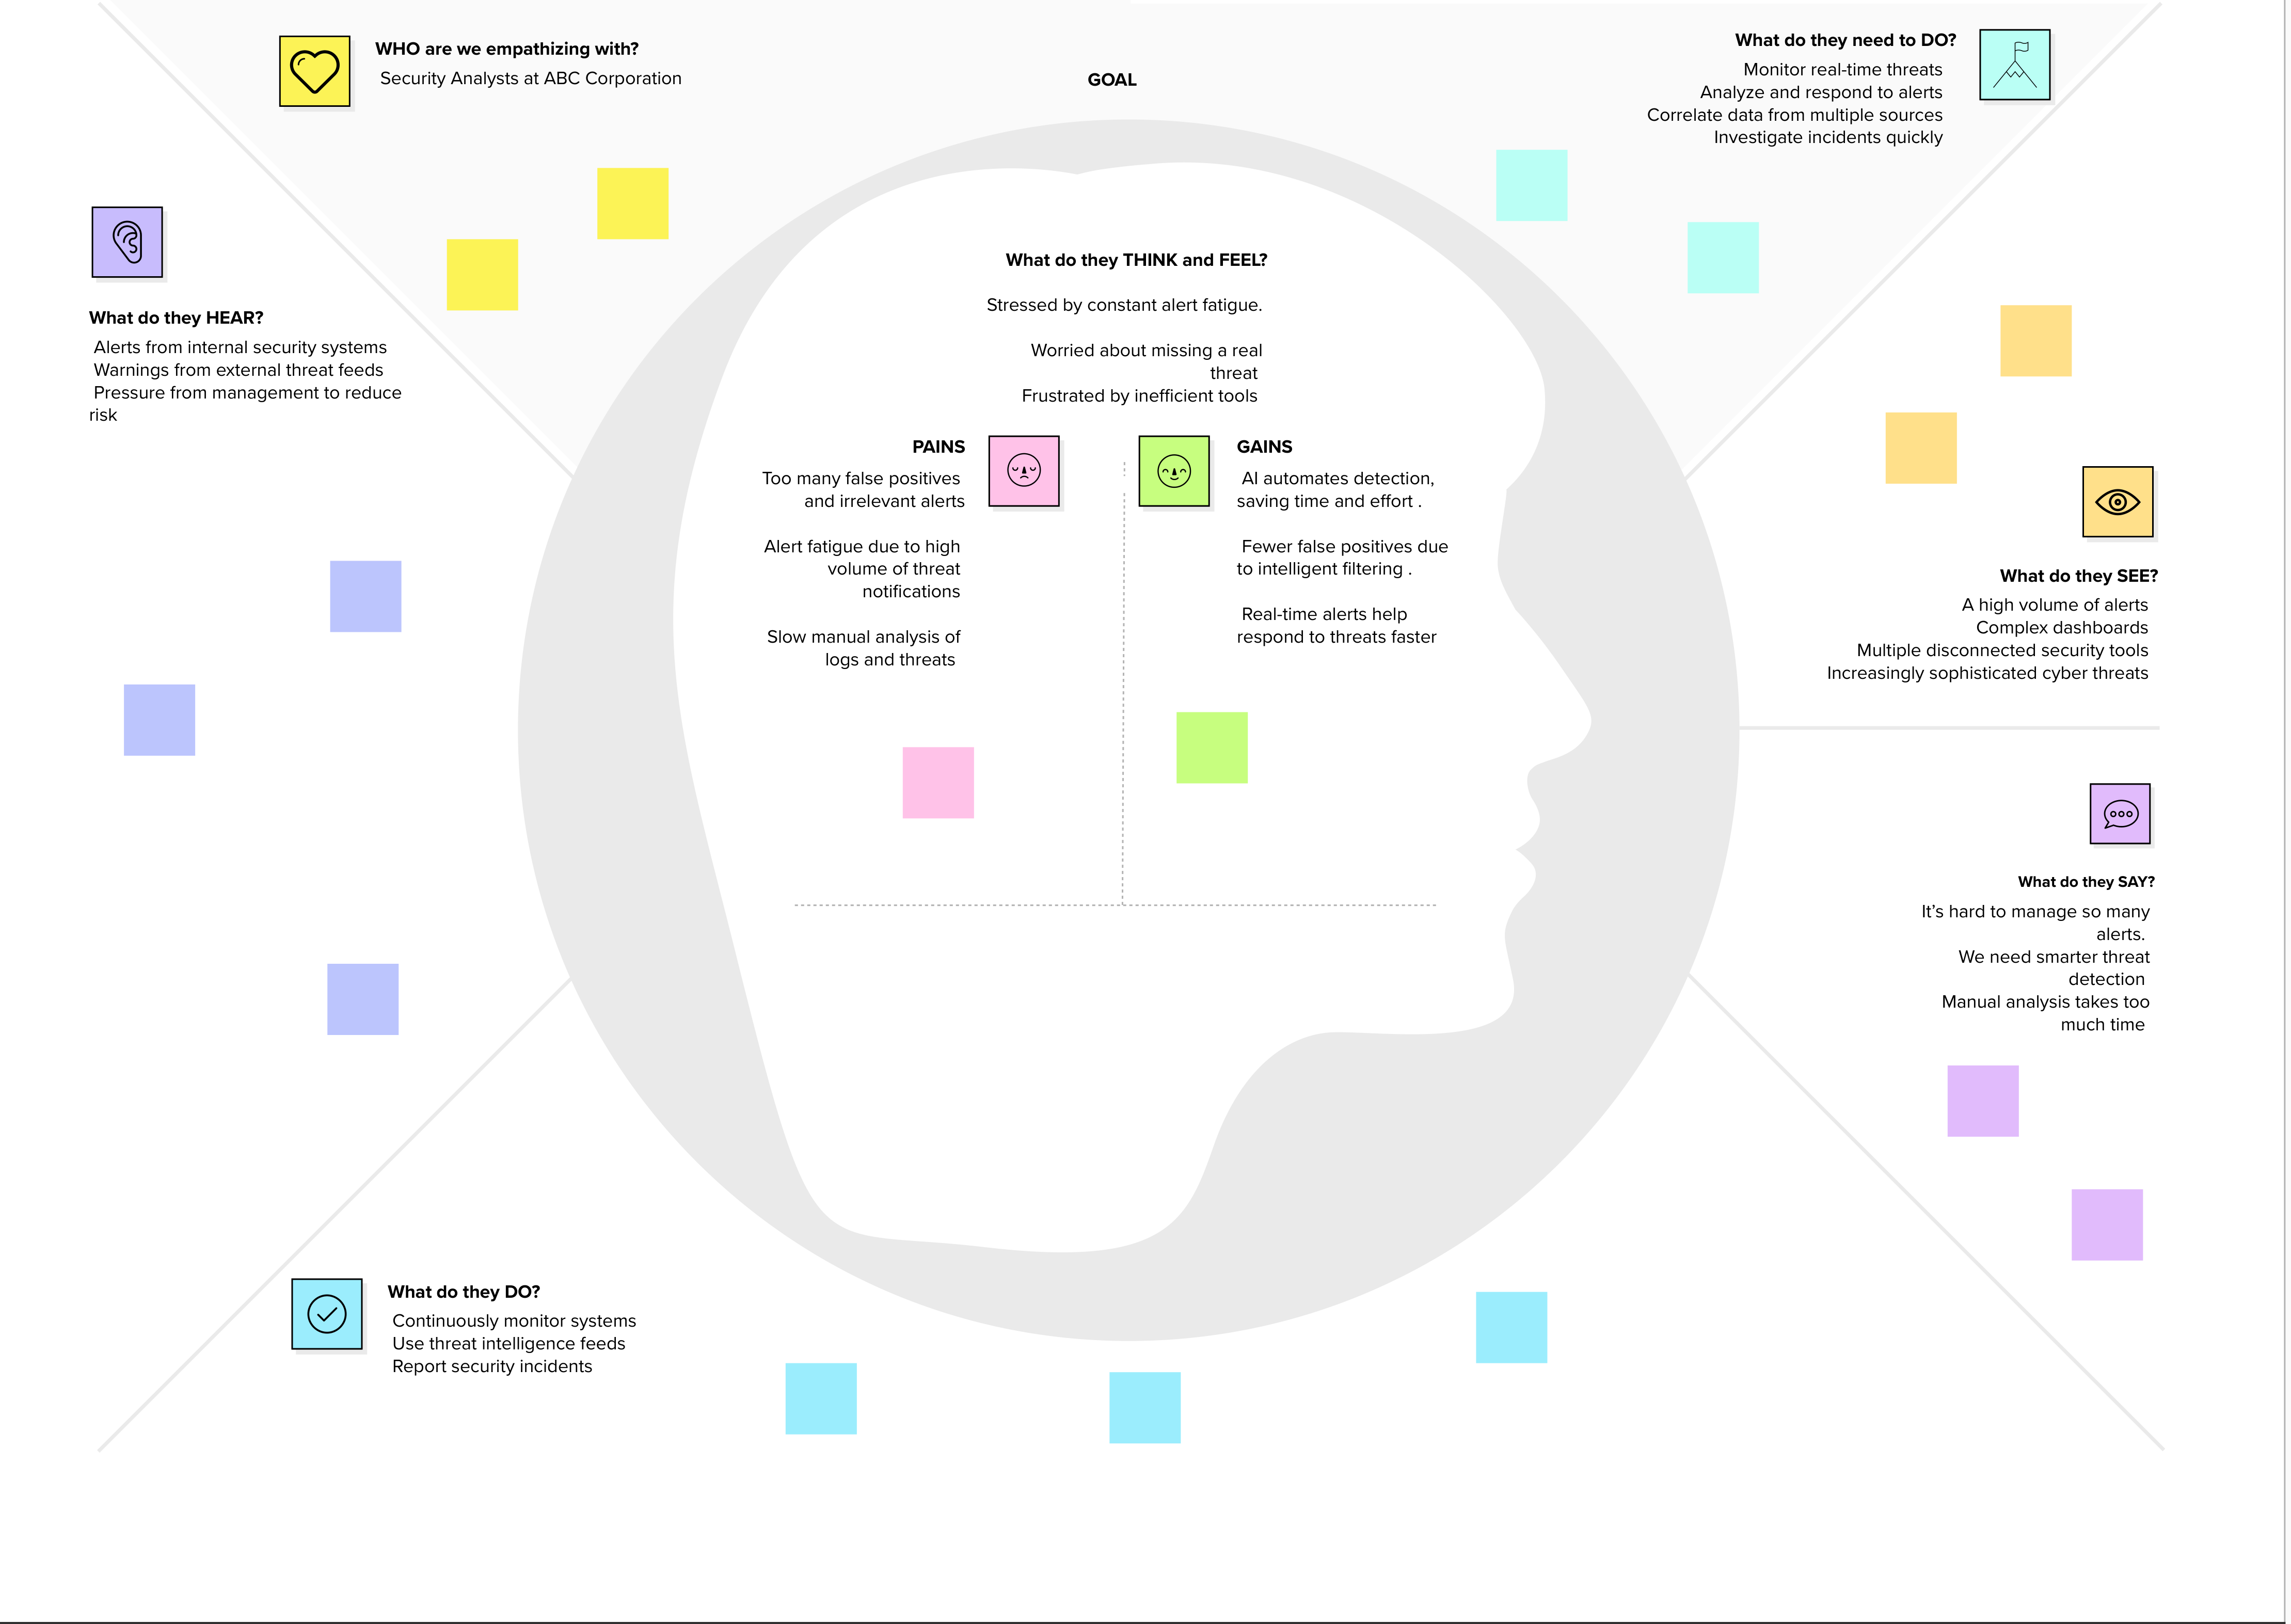 WHO are we empathizing with?
Security Analysts at ABC Corporation
GOAL
What do they need to DO?
Monitor real-time threats
Analyze and respond to alerts
Correlate data from multiple sources
Investigate incidents quickly
What do they HEAR?
Alerts from internal security systems
Warnings from external threat feeds
Pressure from management to reduce
risk
What do they THINK and FEEL?
Stressed by constant alert fatigue.
Worried about missing a real
threat
Frustrated by inefficient tools
PAINS
Too many false positives
and irrelevant alerts
Alert fatigue due to high
volume of threat
notifications
Slow manual analysis of
logs and threats
GAINS
AI automates detection,
saving time and effort .
Fewer false positives due
to intelligent filtering .
Real-time alerts help
respond to threats faster
What do they SEE?
A high volume of alerts
Complex dashboards
Multiple disconnected security tools
Increasingly sophisticated cyber threats
What do they SAY?
It’s hard to manage so many
alerts.
We need smarter threat
detection
Manual analysis takes too
much time
What do they DO?
Continuously monitor systems
Use threat intelligence feeds
Report security incidents